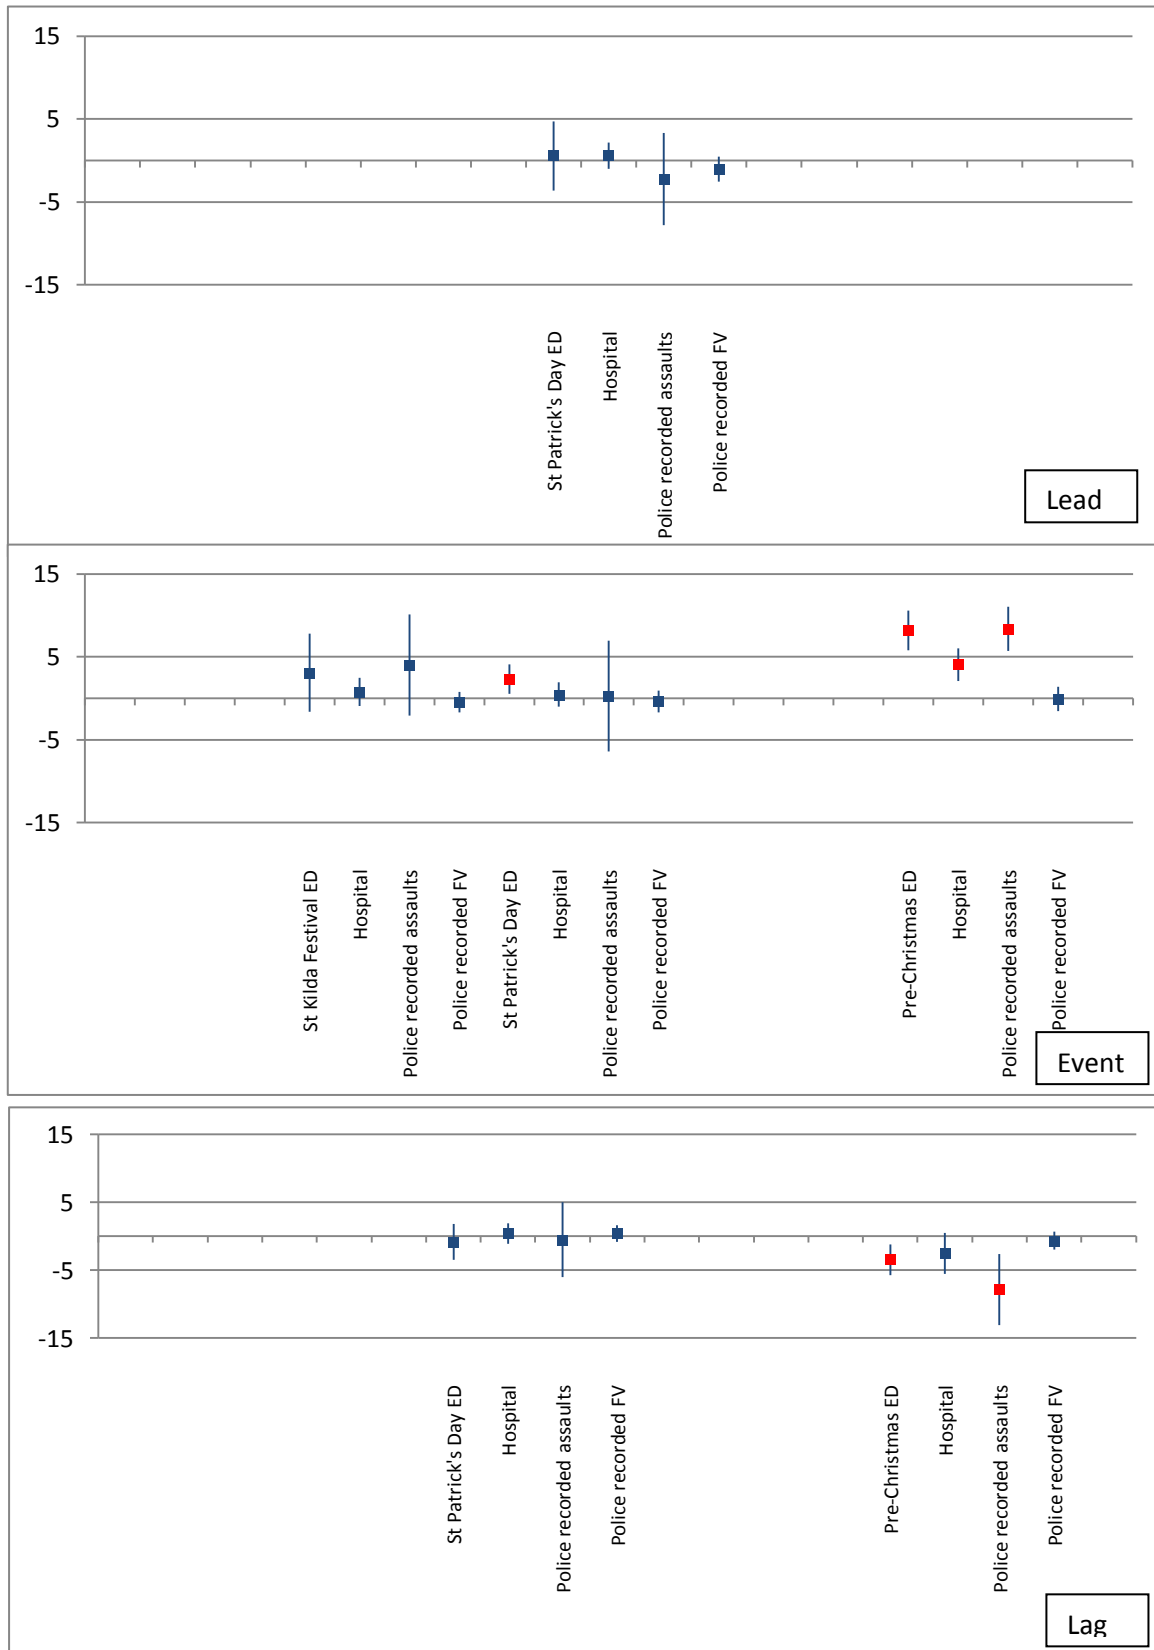 15
5
-5
-15
St Patrick's Day ED
Hospital
Police recorded assaults
Police recorded FV
Lead
15
5
-5
-15
St Kilda Festival ED
Hospital
Police recorded assaults
Police recorded FV
St Patrick's Day ED
Hospital
Police recorded assaults
Police recorded FV
Pre-Christmas ED
Hospital
Police recorded assaults
Police recorded FV
Event
15
5
-5
-15
St Patrick's Day ED
Hospital
Police recorded assaults
Police recorded FV
Pre-Christmas ED
Hospital
Police recorded assaults
Police recorded FV
Lag